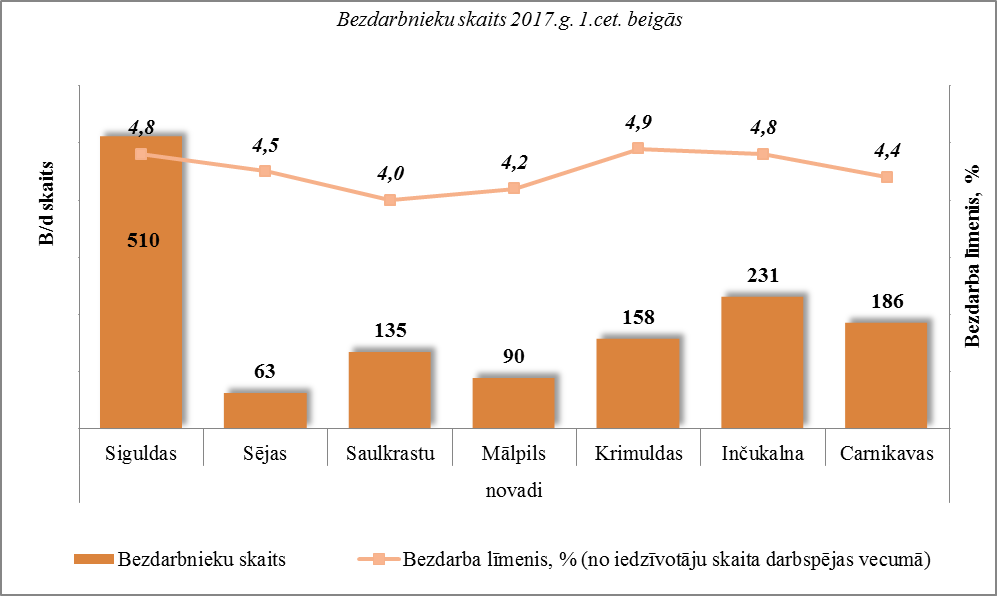 Bezdarbnieku skaits 2017.g. 1.cet. beigās
4,8
4,5
4,0
4,2
4,9
4,8
4,4
B/d skaits
Bezdarba līmenis, %
510
63
135
90
158
231
186
Siguldas
Sējas
Saulkrastu
Mālpils
Krimuldas
Inčukalna
Carnikavas
novadi
Bezdarbnieku skaits
Bezdarba līmenis, % (no iedzīvotāju skaita darbspējas vecumā)